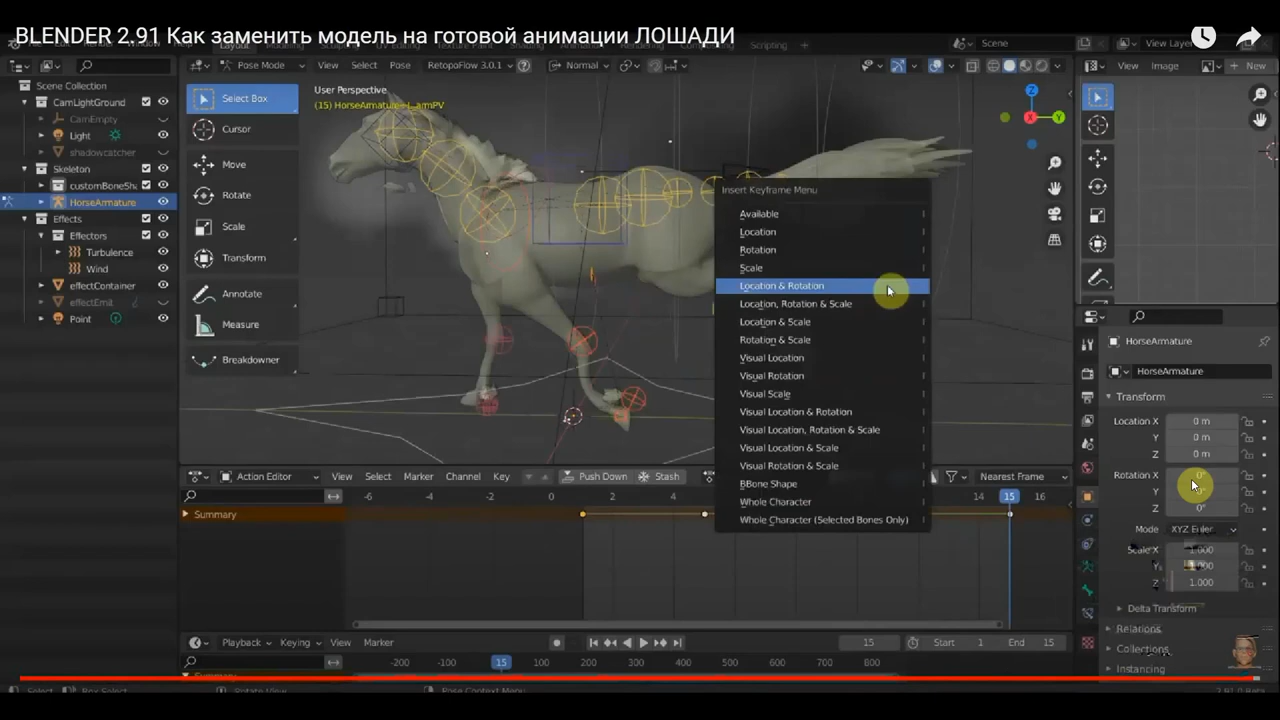 BLENDER 2.91 Как заменить модель на готовой анимации ЛОШАДИ
Scripting
Scene
View Layer
Pose Mode
View
Select
Pose
RetopoFlow 3.0.1
Normal
View
Image
New
Scene Collection
CamLightGround
CamEmpty
Light
shadowcatcher
Skeleton
customBoneSha
HorseArmature
Effects
Effectors
Turbulence
Wind
effectContainer
effectEmit
Point
Select Box
Cursor
Move
Rotate
Scale
Transform
Annotate
Measure
Breakdowner
User Perspective
Z
X
Y
Insert Keyframe Menu
Available
Location
Rotation
Scale
Location & Rotation
Location, Rotation & Scale
Location & Scale
Rotation & Scale
Visual Location
Visual Rotation
Visual Scale
Visual Location & Rotation
Visual Location, Rotation & Scale
Visual Location & Scale
Visual Rotation & Scale
BBone Shape
Whole Character
Whole Character (Selected Bones Only)
HorseArmature
HorseArmature
Transform
Location X 0 m
Y 0 m
Z 0 m
Rotation X 0°
Y
Z 0°
Mode XYZ Euler
Scale X 1.000
Y
Z 1.000
Delta Transform
Relations
Collections
Instancing
Action Editor
View
Select
Marker
Channel
Key
Push Down
Stash
Nearest Frame
-6 -4 -2 0 2 4 14 15 16
Summary
Playback
Keying
View
Marker
15
Start 1
End 15
-200 -100 15 100 200 300 400 500 600 700 800